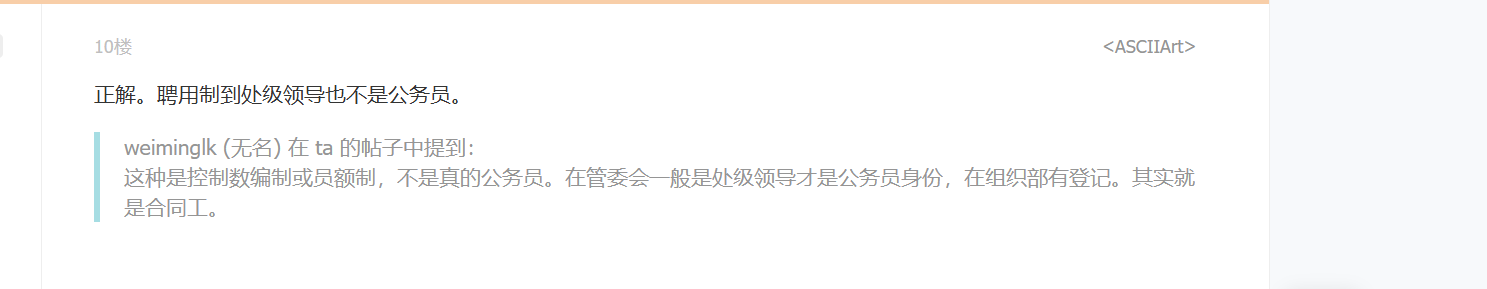 10楼
<ASCIIArt>
正解。聘用制到处级领导也不是公务员。
weiminglk (无名) 在 ta 的帖子中提到：
这种是控制数编制或员额制，不是真的公务员。在管委会一般是处级领导才是公务员身份，在组织部有登记。其实就
是合同工。